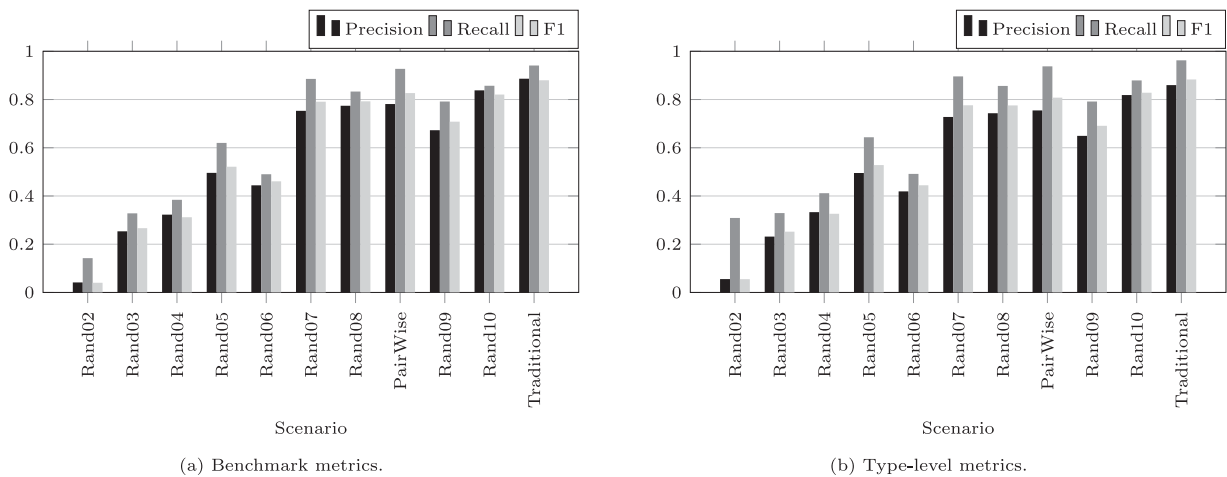 Precision Recall F1
1
0.8
0.6
0.4
0.2
0
Rand02
Rand03
Rand04
Rand05
Rand06
Rand07
Rand08
PairWise
Rand09
Rand10
Traditional
Scenario
(a) Benchmark metrics.
Precision Recall F1
1
0.8
0.6
0.4
0.2
0
Rand02
Rand03
Rand04
Rand05
Rand06
Rand07
Rand08
PairWise
Rand09
Rand10
Traditional
Scenario
(b) Type-level metrics.